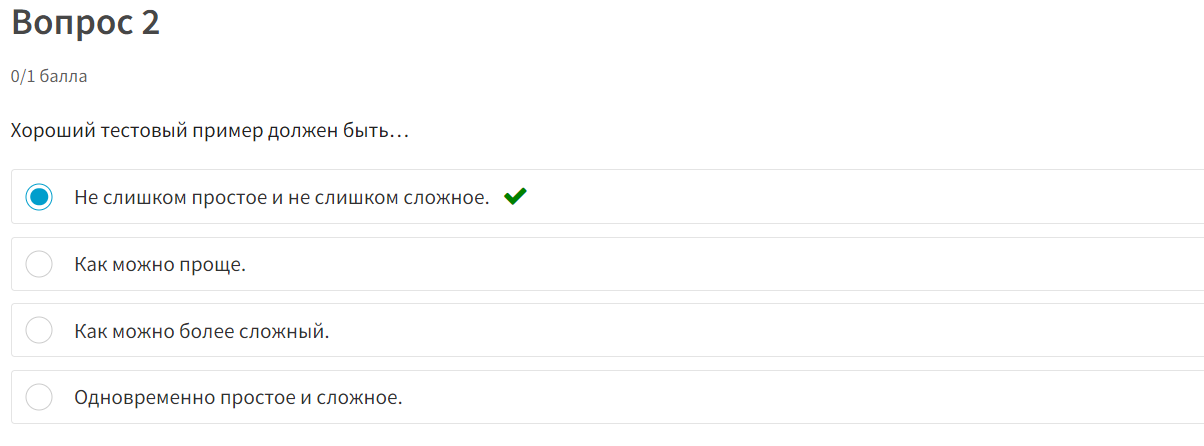 Вопрос 2
0/1 балла
Хороший тестовый пример должен быть…
Не слишком простое и не слишком сложное.
Как можно проще.
Как можно более сложный.
Одновременно простое и сложное.